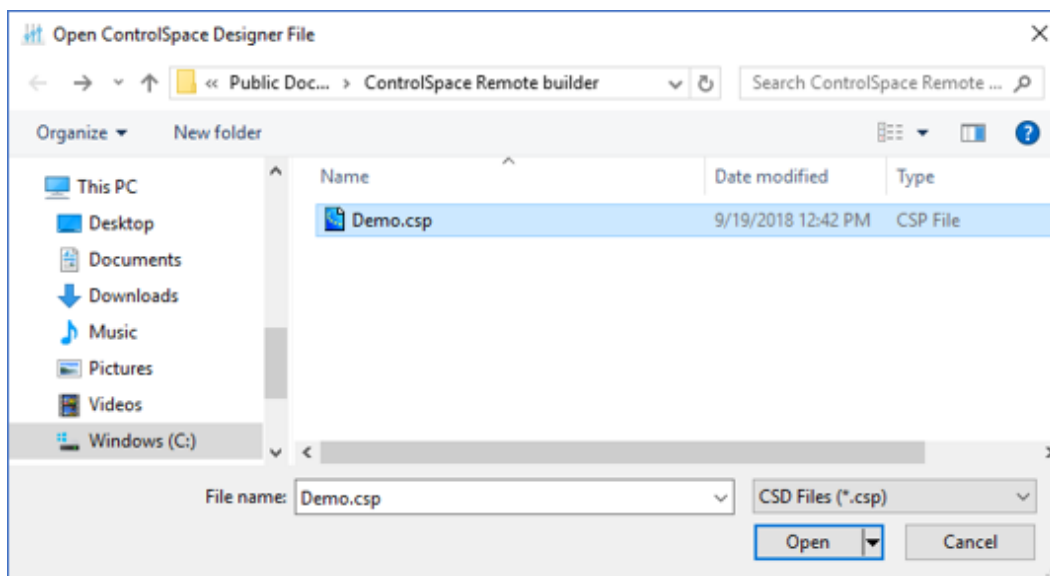 Open ControlSpace Designer File
« Public Doc... › ControlSpace Remote builder
Search ControlSpace Remote ...
Organize
New folder
?
Name
Date modified
Type
This PC
Desktop
Documents
Downloads
Music
Pictures
Videos
Windows (C:)
Demo.csp 9/19/2018 12:42 PM CSP File
File name: Demo.csp
CSD Files (*.csp)
Open
Cancel